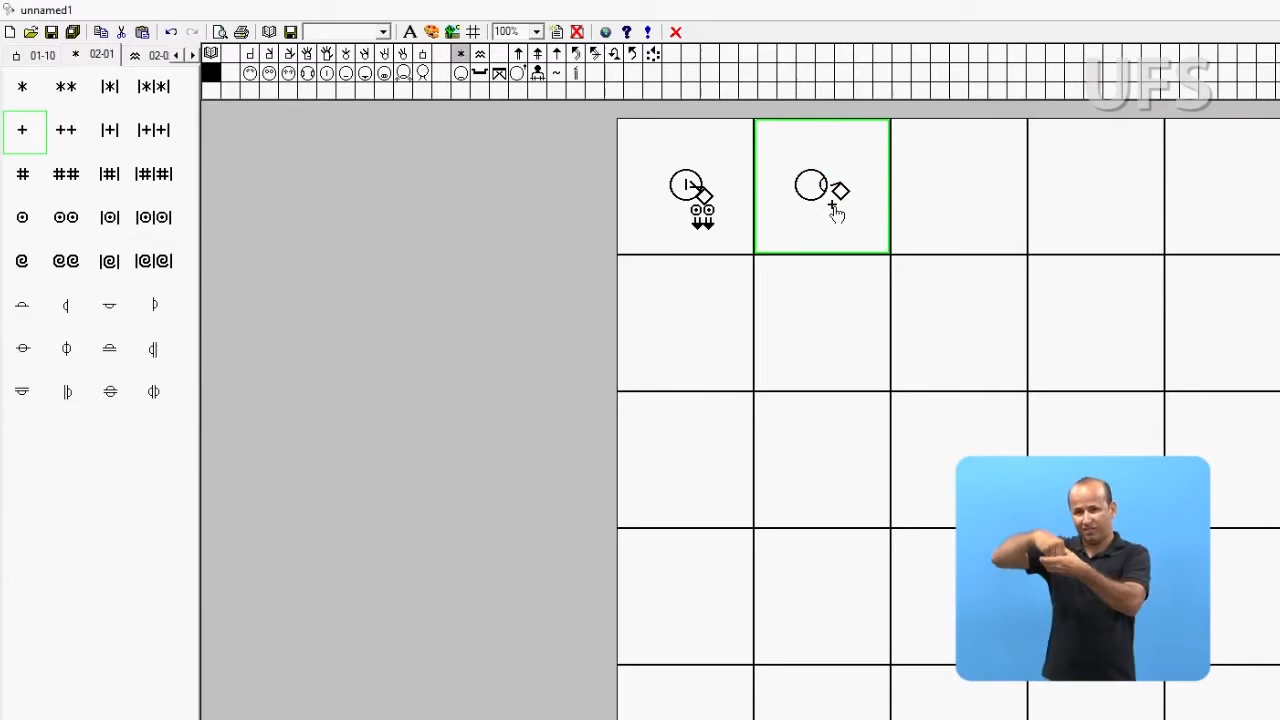 unnamed1
100%
01-10
02-01
02-0
UFS
* ** |*| |*|*|
+ ++ |+| |+|+|
# ## |#| |#|#|